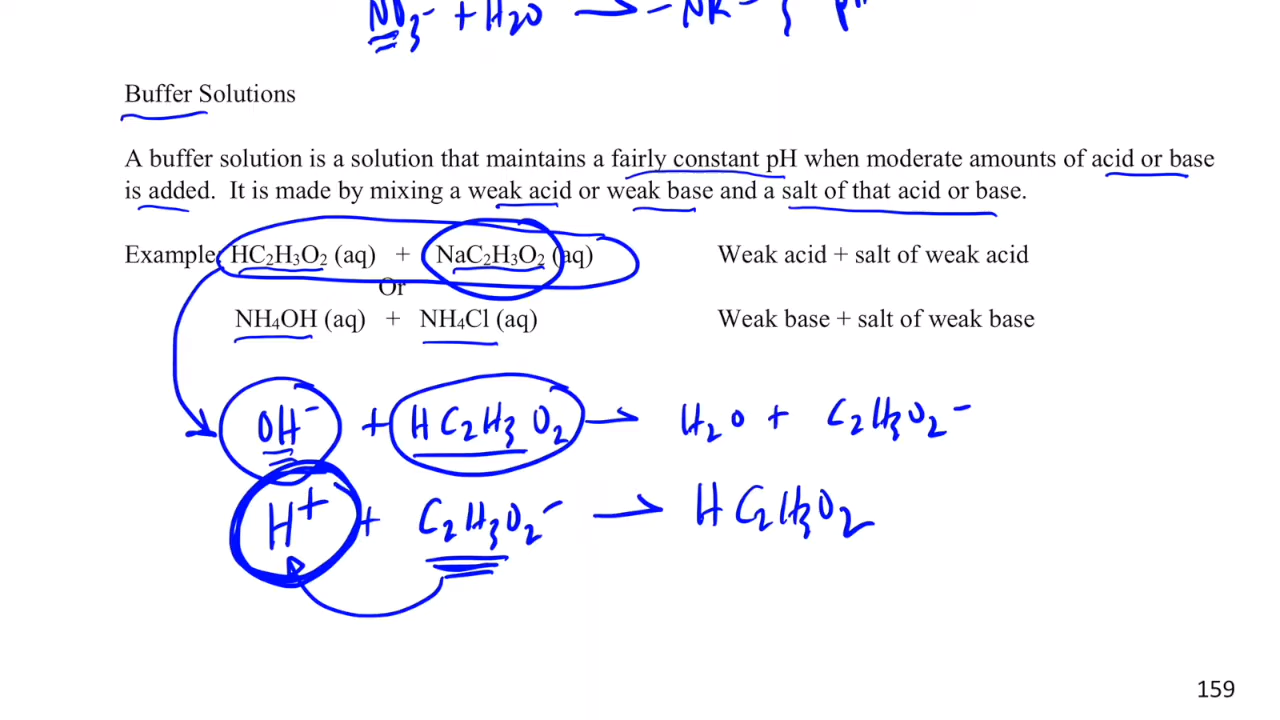 NO₃⁻ + H₂O → – NR – } pH
Buffer Solutions
A buffer solution is a solution that maintains a fairly constant pH when moderate amounts of acid or base
is added. It is made by mixing a weak acid or weak base and a salt of that acid or base.
Example: HC₂H₃O₂ (aq) + NaC₂H₃O₂ (aq) Weak acid + salt of weak acid
Or
NH₄OH (aq) + NH₄Cl (aq) Weak base + salt of weak base
OH⁻ + HC₂H₃O₂ → H₂O + C₂H₃O₂⁻
H⁺ + C₂H₃O₂⁻ → HC₂H₃O₂
159